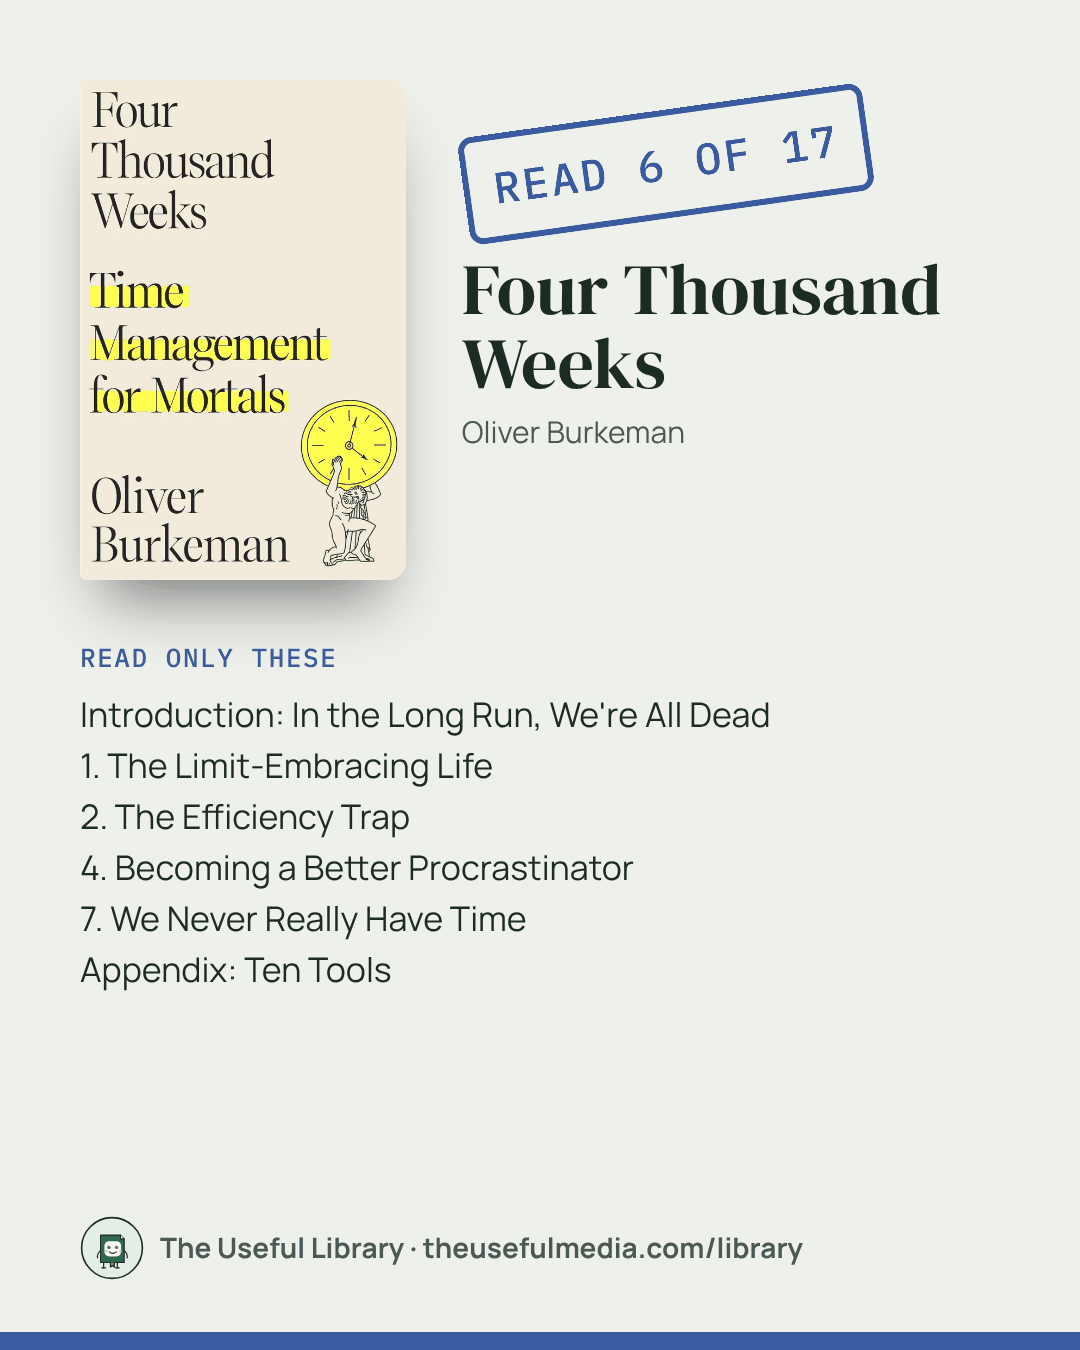 Four
Thousand
Weeks
Time
Management
for Mortals
Oliver
Burkeman
READ 6 OF 17
Four Thousand
Weeks
Oliver Burkeman
READ ONLY THESE
Introduction: In the Long Run, We're All Dead
1. The Limit-Embracing Life
2. The Efficiency Trap
4. Becoming a Better Procrastinator
7. We Never Really Have Time
Appendix: Ten Tools
The Useful Library · theusefulmedia.com/library